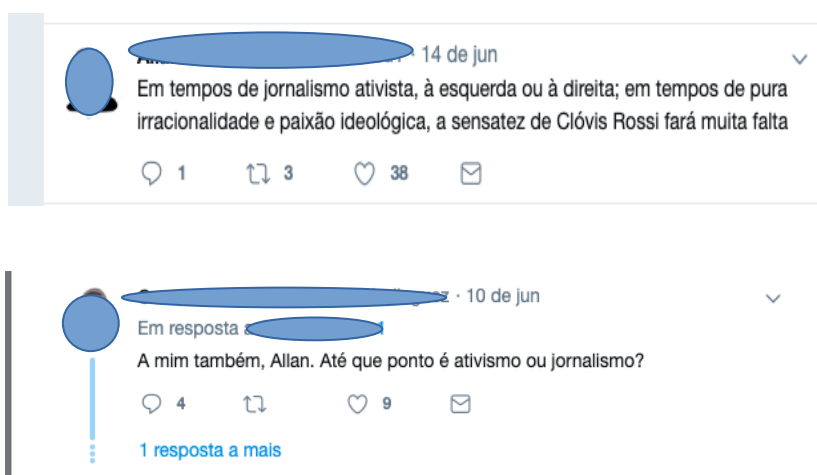 · 14 de jun
Em tempos de jornalismo ativista, à esquerda ou à direita; em tempos de pura
irracionalidade e paixão ideológica, a sensatez de Clóvis Rossi fará muita falta
1 3 38
· 10 de jun
Em resposta
A mim também, Allan. Até que ponto é ativismo ou jornalismo?
4 9
1 resposta a mais